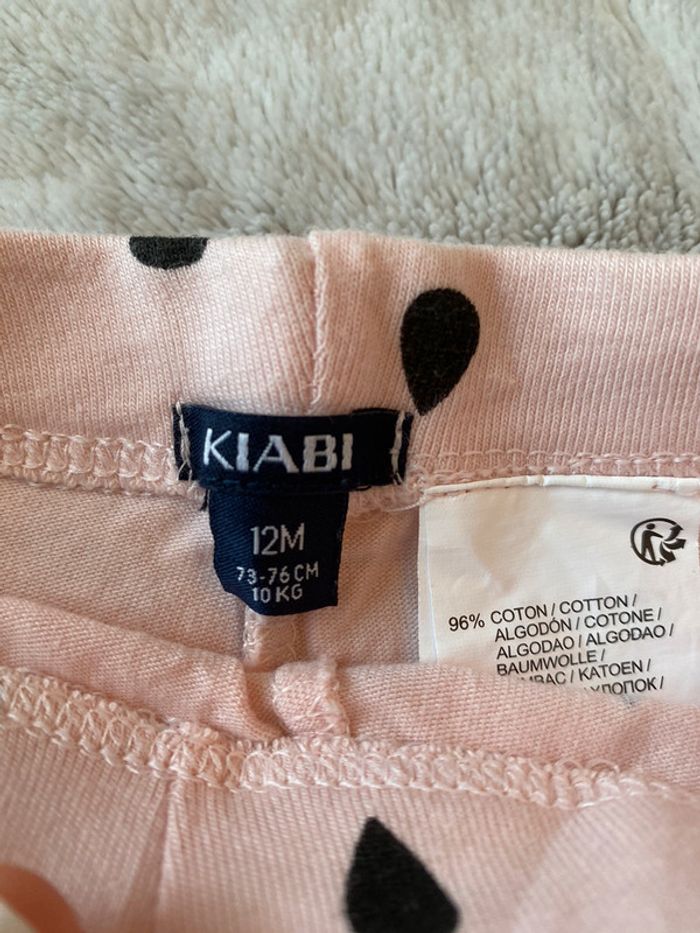 KIABI
12M
73-76 CM
10 KG
96% COTON / COTTON /
ALGODÓN / COTONE /
ALGODAO / ALGODAO /
BAUMWOLLE /
/ KATOEN /